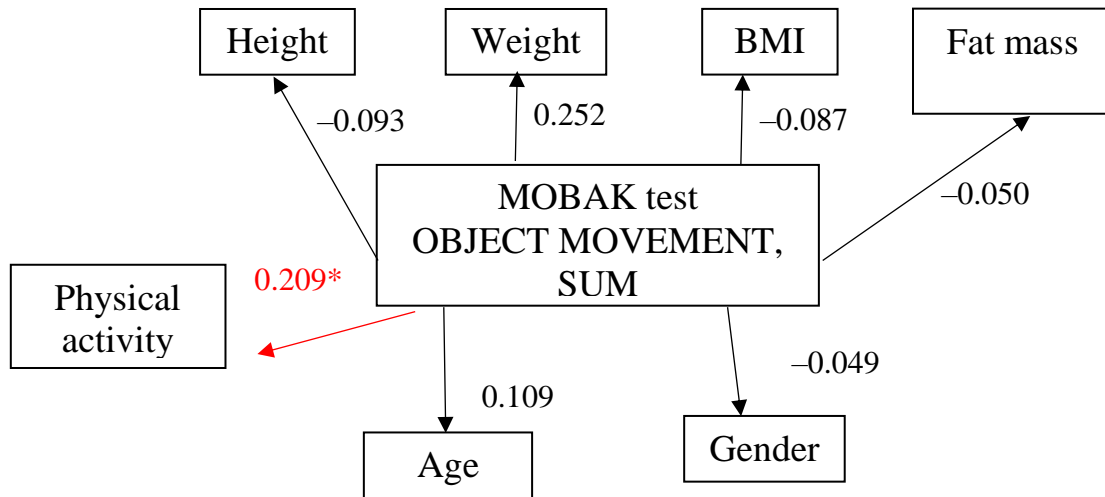 Height
Weight
BMI
Fat mass
–0.093
0.252
–0.087
–0.050
MOBAK test
OBJECT MOVEMENT,
SUM
0.209*
Physical
activity
–0.049
0.109
Age
Gender